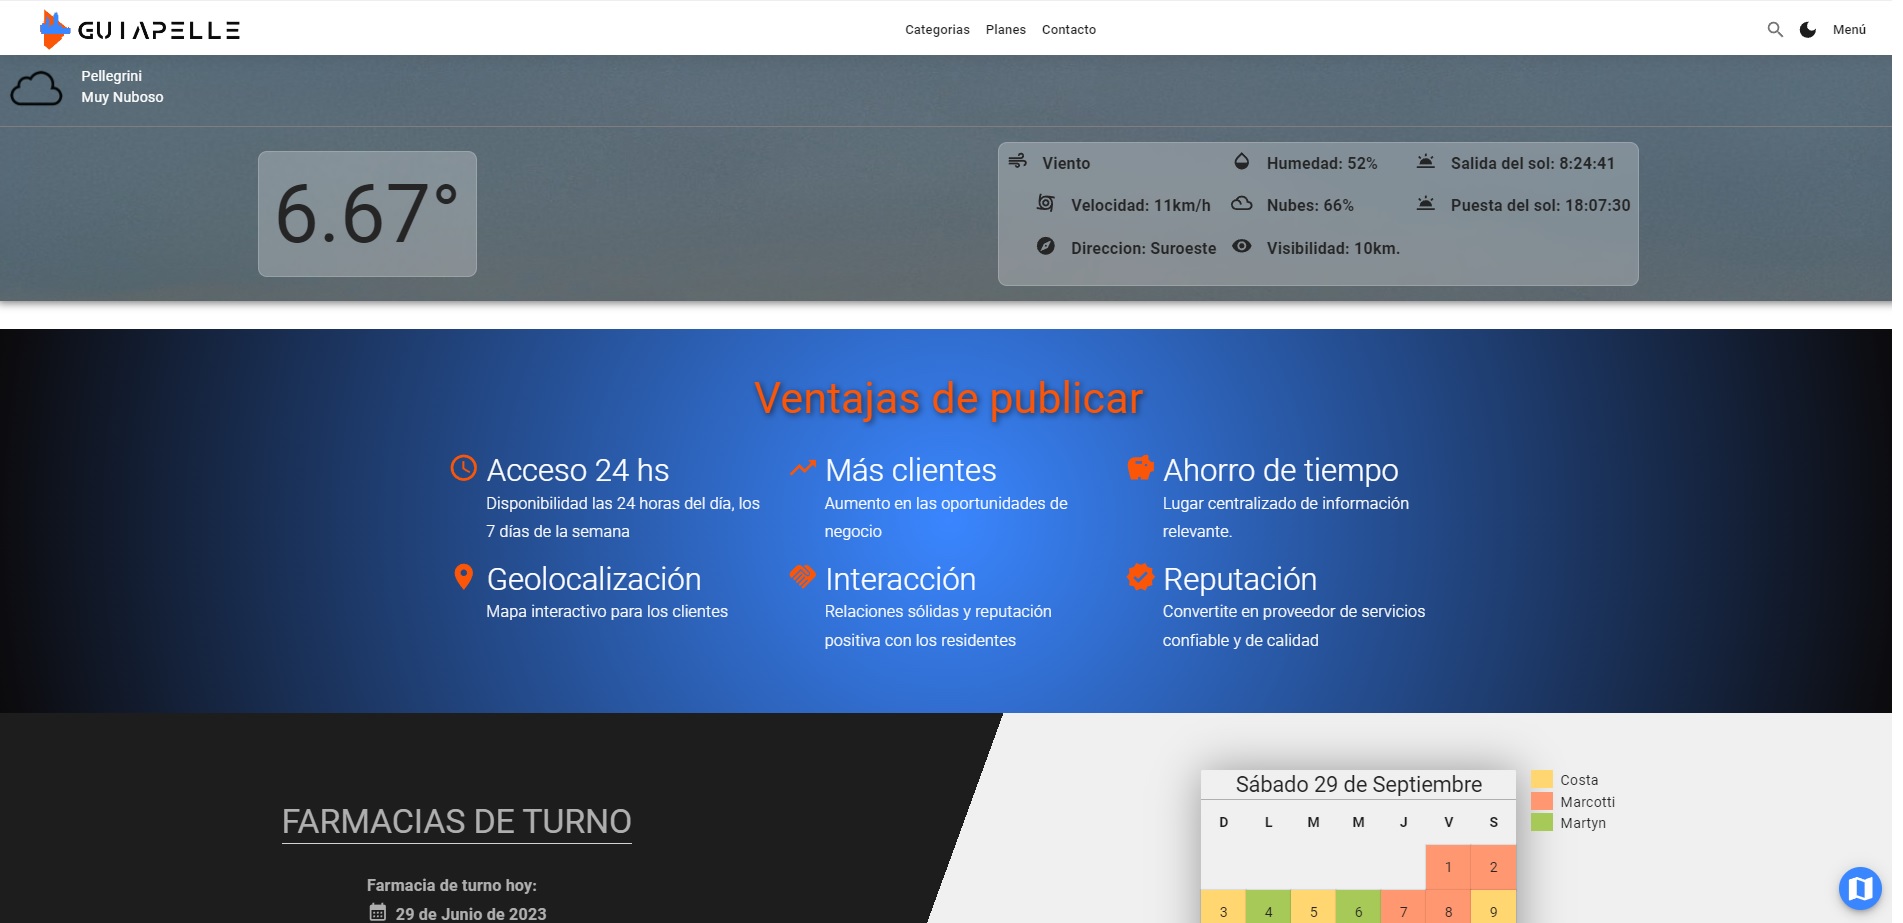 GUIAPELLE
Categorias Planes Contacto
Menú
Pellegrini
Muy Nuboso
6.67°
Viento
Humedad: 52%
Salida del sol: 8:24:41
Velocidad: 11km/h
Nubes: 66%
Puesta del sol: 18:07:30
Direccion: Suroeste
Visibilidad: 10km.
Ventajas de publicar
Acceso 24 hs
Disponibilidad las 24 horas del día, los
7 días de la semana
Más clientes
Aumento en las oportunidades de
negocio
Ahorro de tiempo
Lugar centralizado de información
relevante.
Geolocalización
Mapa interactivo para los clientes
Interacción
Relaciones sólidas y reputación
positiva con los residentes
Reputación
Convertite en proveedor de servicios
confiable y de calidad
FARMACIAS DE TURNO
Farmacia de turno hoy:
29 de Junio de 2023
Sábado 29 de Septiembre
D L M M J V S
1 2
3 4 5 6 7 8 9
Costa
Marcotti
Martyn